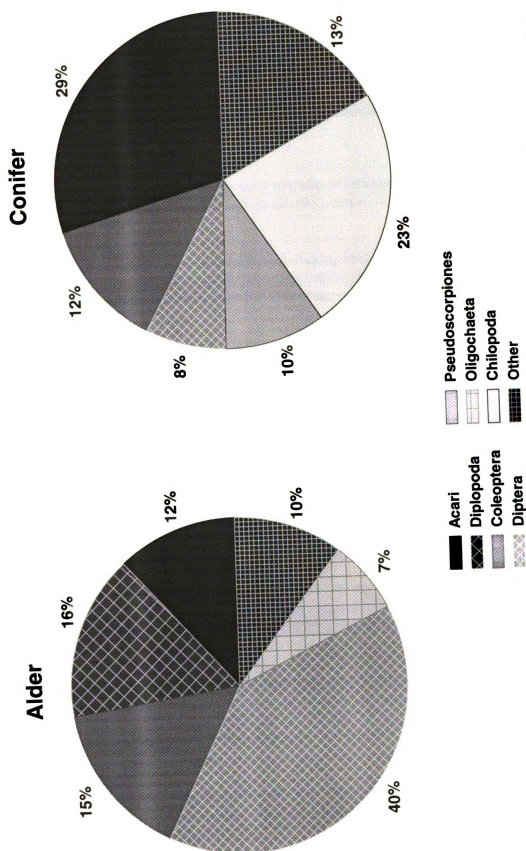 Alder
16%
12%
15%
10%
7%
40%
Conifer
29%
12%
13%
8%
10%
23%
Acari
Diplopoda
Coleoptera
Diptera
Pseudoscorpiones
Oligochaeta
Chilopoda
Other